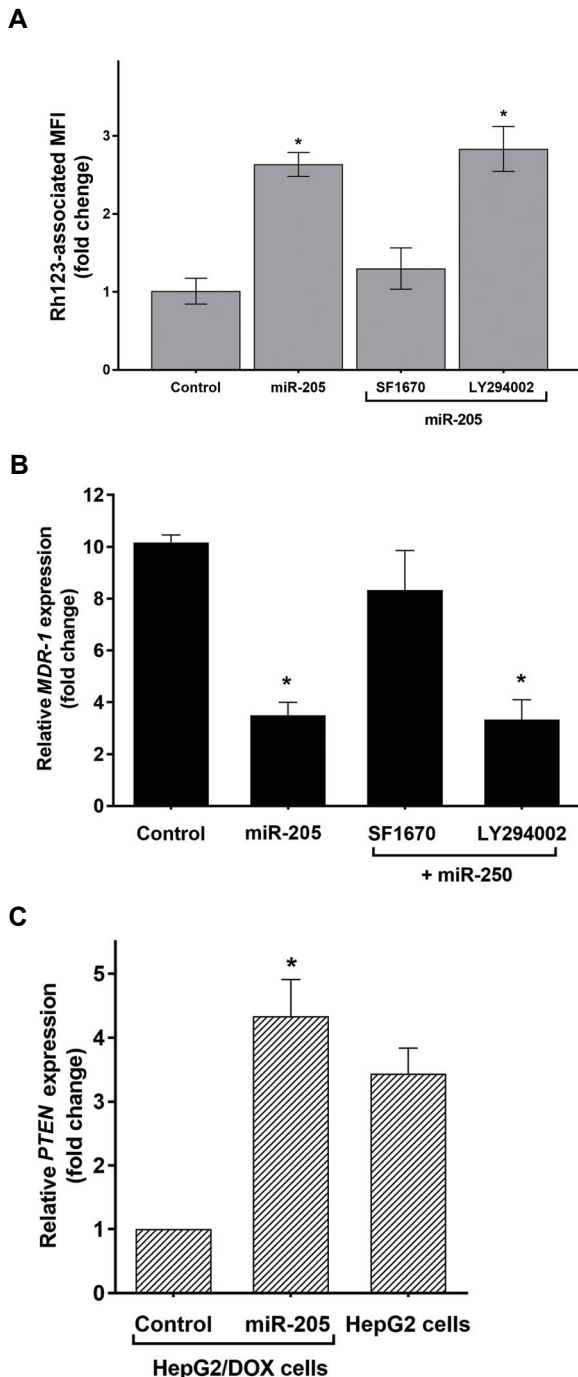 A
Rh123-associated MFI
(fold chenge)
3
2
1
0
*
*
Control
miR-205
SF1670
LY294002
miR-205
B
Relative MDR-1 expression
(fold change)
12
10
8
6
4
2
0
*
*
Control
miR-205
SF1670
LY294002
+ miR-250
C
Relative PTEN expression
(fold change)
5
4
3
2
1
0
*
Control
miR-205
HepG2 cells
HepG2/DOX cells